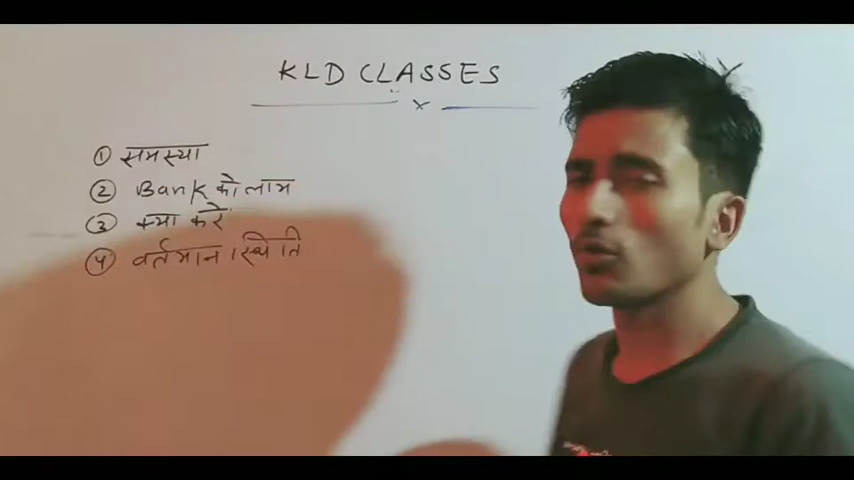 KLD CLASSES
① समस्या
② Bank को लाभ
③ क्या करे
④ वर्तमान स्थिति